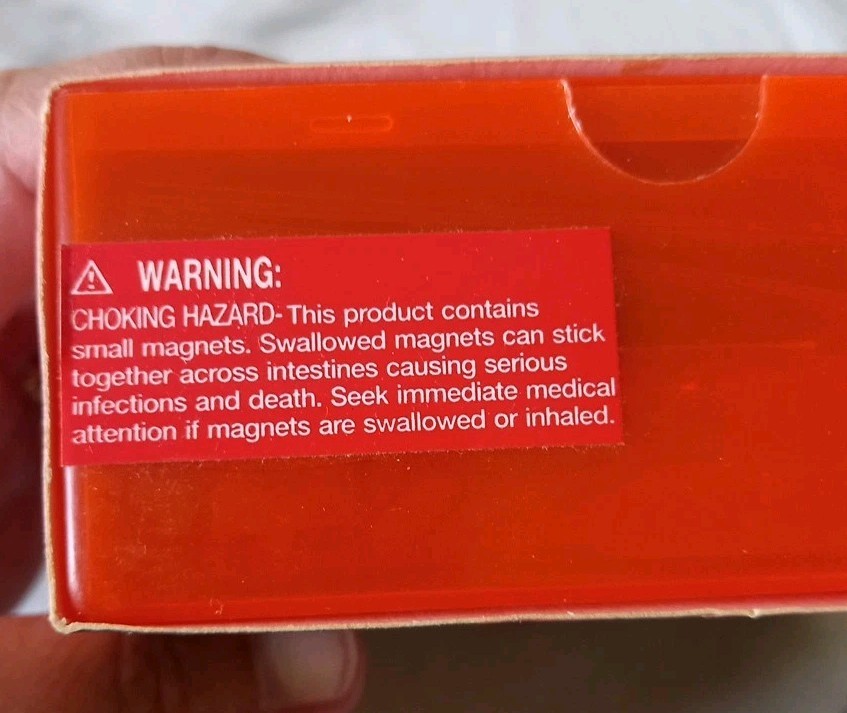 WARNING:
CHOKING HAZARD- This product contains
small magnets. Swallowed magnets can stick
together across intestines causing serious
infections and death. Seek immediate medical
attention if magnets are swallowed or inhaled.